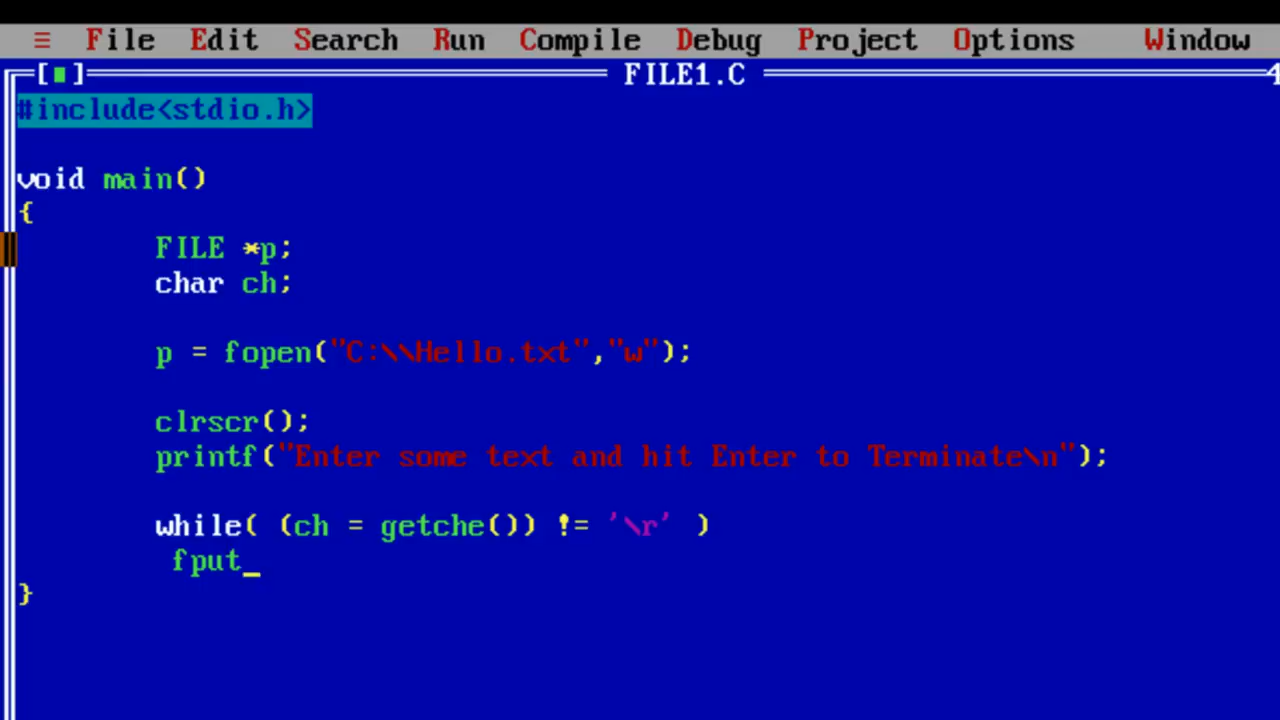 ≡ File Edit Search Run Compile Debug Project Options Window
[■] FILE1.C 4
#include<stdio.h>
void main()
{
FILE *p;
char ch;
p = fopen("C:\\Hello.txt","w");
clrscr();
printf("Enter some text and hit Enter to Terminate\n");
while( (ch = getche()) != '\r' )
fput_
}